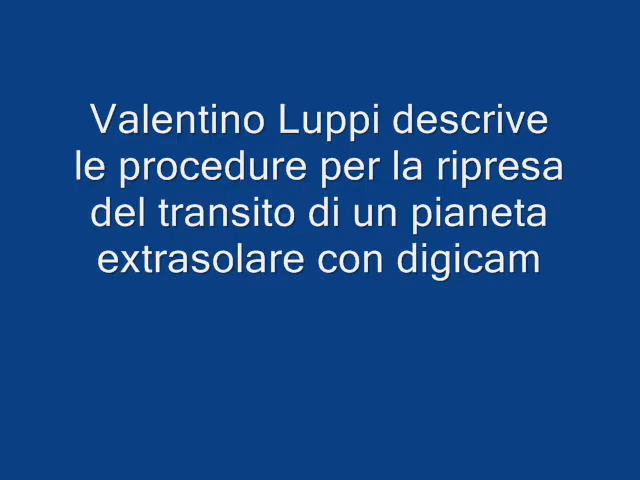 Valentino Luppi descrive
le procedure per la ripresa
del transito di un pianeta
extrasolare con digicam